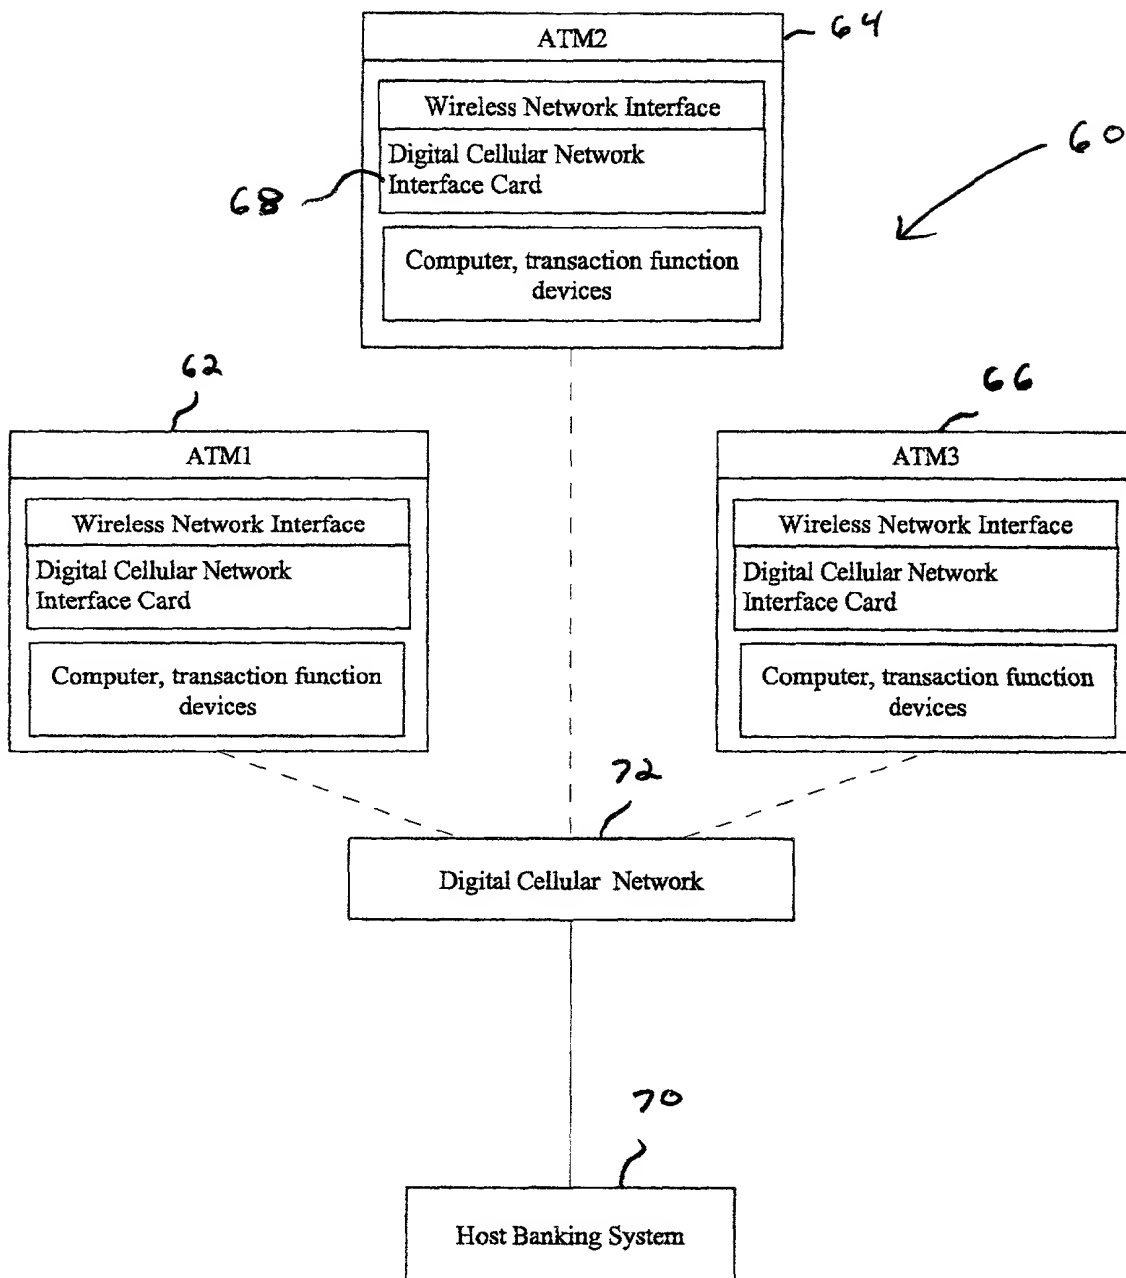 ATM2
64
Wireless Network Interface
Digital Cellular Network
Interface Card
68
60
Computer, transaction function
devices
62
ATM1
Wireless Network Interface
Digital Cellular Network
Interface Card
Computer, transaction function
devices
66
ATM3
Wireless Network Interface
Digital Cellular Network
Interface Card
Computer, transaction function
devices
72
Digital Cellular Network
70
Host Banking System